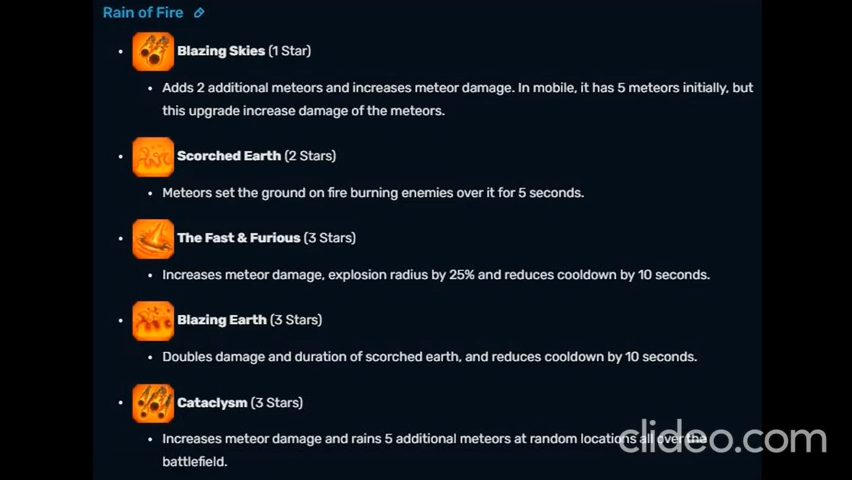 Rain of Fire
Blazing Skies (1 Star)
Adds 2 additional meteors and increases meteor damage. In mobile, it has 5 meteors initially, but
this upgrade increase damage of the meteors.
Scorched Earth (2 Stars)
Meteors set the ground on fire burning enemies over it for 5 seconds.
The Fast & Furious (3 Stars)
Increases meteor damage, explosion radius by 25% and reduces cooldown by 10 seconds.
Blazing Earth (3 Stars)
Doubles damage and duration of scorched earth, and reduces cooldown by 10 seconds.
Cataclysm (3 Stars)
Increases meteor damage and rains 5 additional meteors at random locations all over the
battlefield.
clideo.com